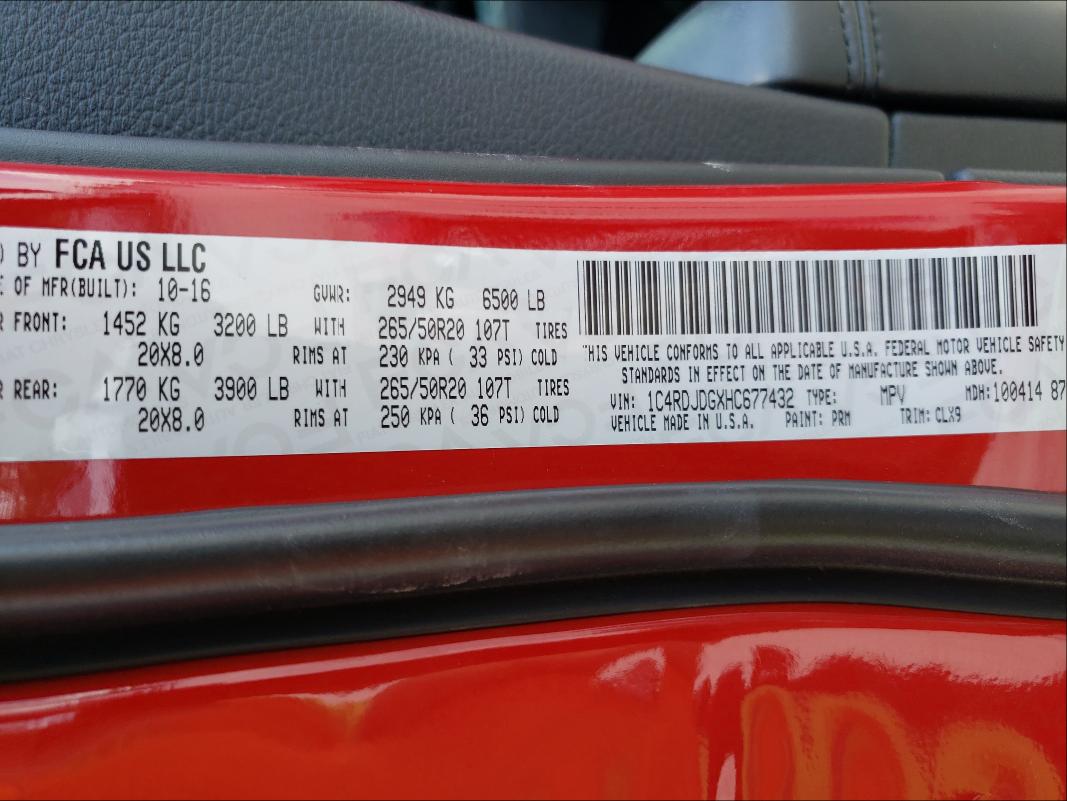 ) BY FCA US LLC
E OF MFR(BUILT): 10-16 GVWR: 2949 KG 6500 LB
R FRONT: 1452 KG 3200 LB WITH 265/50R20 107T TIRES
20X8.0 RIMS AT 230 KPA ( 33 PSI) COLD
R REAR: 1770 KG 3900 LB WITH 265/50R20 107T TIRES
20X8.0 RIMS AT 250 KPA ( 36 PSI) COLD
THIS VEHICLE CONFORMS TO ALL APPLICABLE U.S.A. FEDERAL MOTOR VEHICLE SAFETY
STANDARDS IN EFFECT ON THE DATE OF MANUFACTURE SHOWN ABOVE.
VIN: 1C4RDJDGXHC677432 TYPE: MPV MDH:100414 87
VEHICLE MADE IN U.S.A. PAINT: PRM TRIM: CLX9